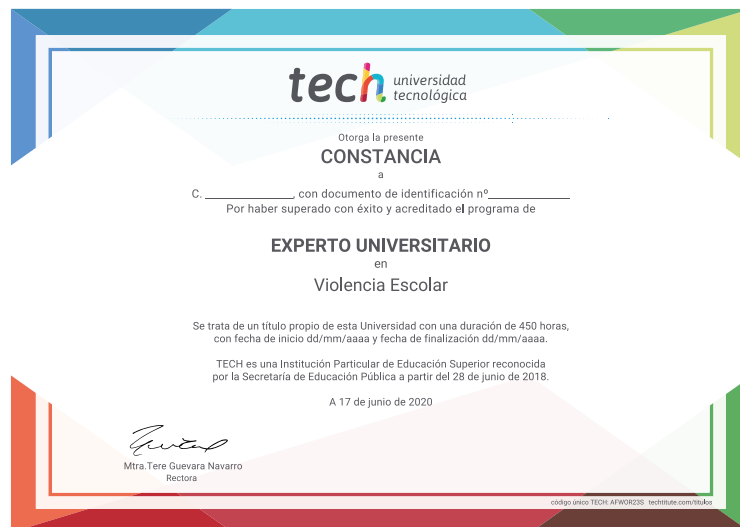 tech universidad
tecnológica
Otorga la presente
CONSTANCIA
a
C. ______________, con documento de identificación nº______________
Por haber superado con éxito y acreditado el programa de
EXPERTO UNIVERSITARIO
en
Violencia Escolar
Se trata de un título propio de esta Universidad con una duración de 450 horas,
con fecha de inicio dd/mm/aaaa y fecha de finalización dd/mm/aaaa.
TECH es una Institución Particular de Educación Superior reconocida
por la Secretaría de Educación Pública a partir del 28 de junio de 2018.
A 17 de junio de 2020
Mtra.Tere Guevara Navarro
Rectora
código único TECH: AFWOR23S techtitute.com/titulos